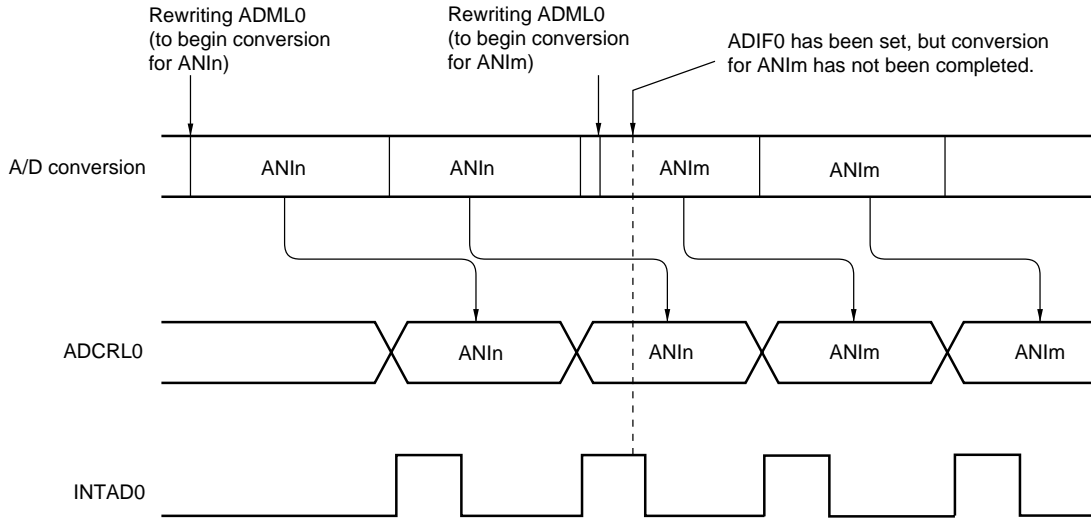 Rewriting ADML0
(to begin conversion
for ANIn)
Rewriting ADML0
(to begin conversion
for ANIm)
ADIF0 has been set, but conversion
for ANIm has not been completed.
A/D conversion
ANIn
ANIn
ANIm
ANIm
ADCRL0
ANIn
ANIn
ANIm
ANIm
INTAD0